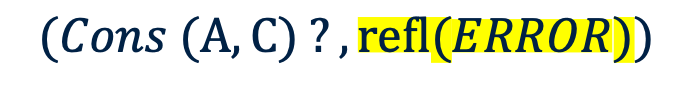 (Cons (A, C) ? , refl(ERROR))